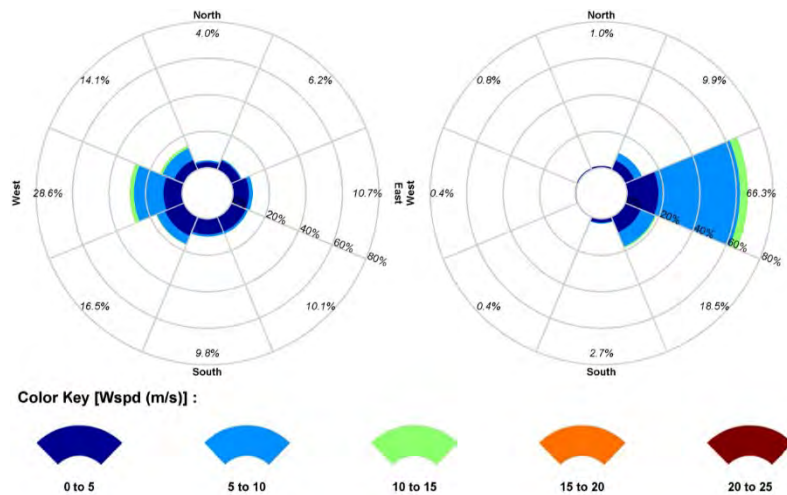 North
4.0%
6.2%
10.7%
10.1%
9.8%
South
16.5%
28.6%
West
14.1%
20%
40%
60%
80%
North
1.0%
9.9%
66.3%
18.5%
2.7%
South
0.4%
0.4%
West
East
0.8%
20%
40%
60%
80%
Color Key [Wspd (m/s)] :
0 to 5
5 to 10
10 to 15
15 to 20
20 to 25